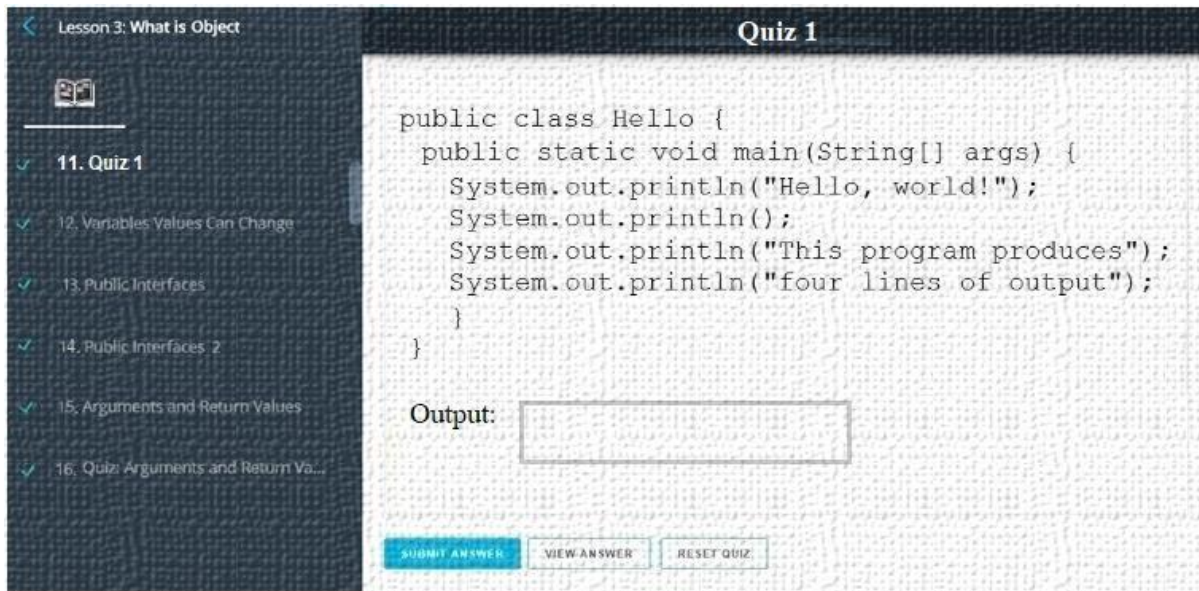 Lesson 3: What is Object
11. Quiz 1
12. Variables Values Can Change
13. Public Interfaces
14. Public Interfaces 2
15. Arguments and Return Values
16. Quiz: Arguments and Return Va...
Quiz 1
public class Hello {
public static void main(String[] args) {
System.out.println("Hello, world!");
System.out.println();
System.out.println("This program produces");
System.out.println("four lines of output");
}
}
Output:
SUBMIT ANSWER
VIEW ANSWER
RESET QUIZ